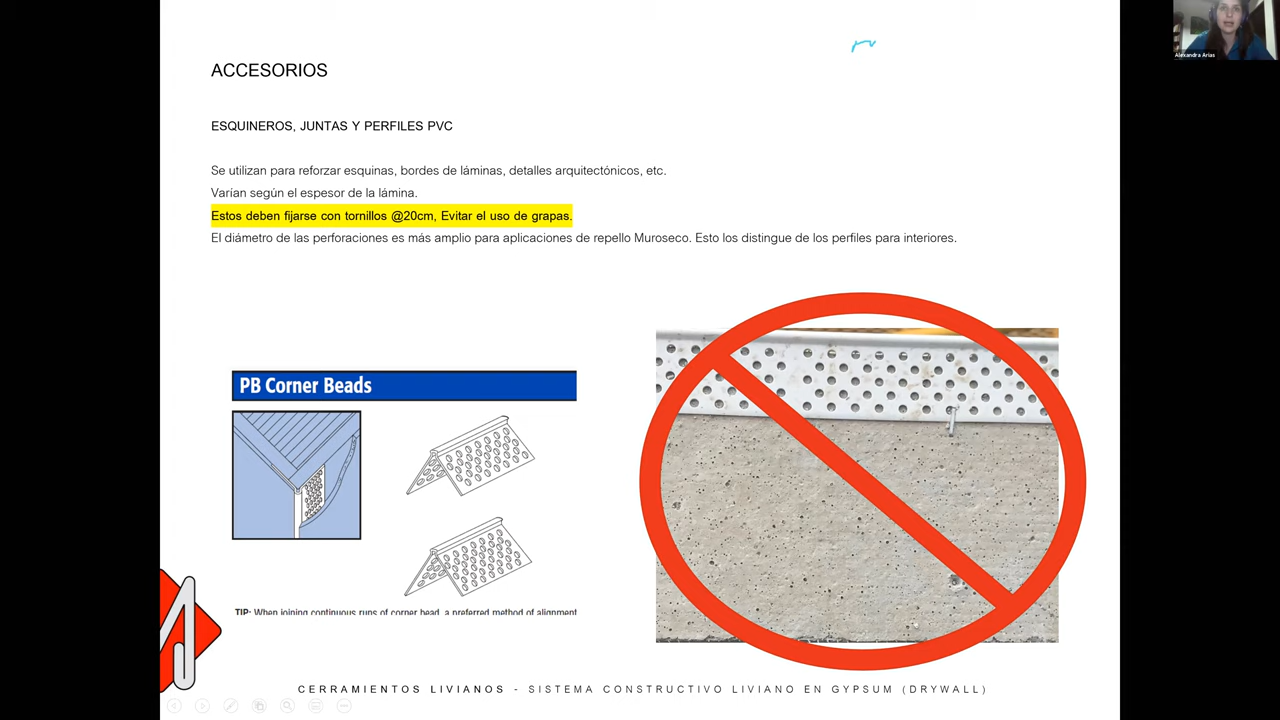 Alexandra Arias
ACCESORIOS
ESQUINEROS, JUNTAS Y PERFILES PVC
Se utilizan para reforzar esquinas, bordes de láminas, detalles arquitectónicos, etc.
Varían según el espesor de la lámina.
Estos deben fijarse con tornillos @20cm, Evitar el uso de grapas.
El diámetro de las perforaciones es más amplio para aplicaciones de repello Muroseco. Esto los distingue de los perfiles para interiores.
PB Corner Beads
TIP: When joining continuous runs of corner bead, a preferred method of alignment
CERRAMIENTOS LIVIANOS - SISTEMA CONSTRUCTIVO LIVIANO EN GYPSUM (DRYWALL)